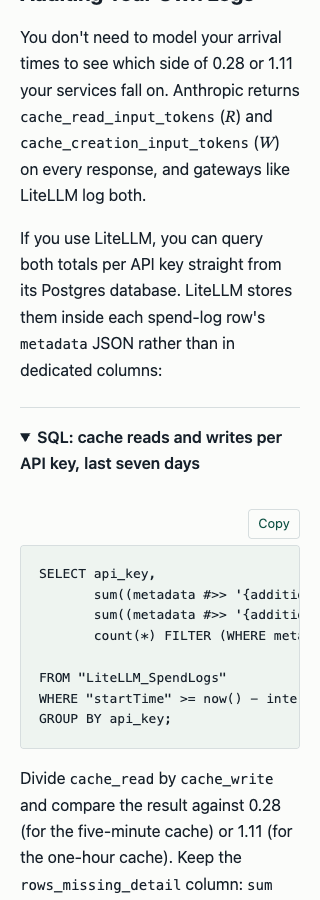 Auditing Your Own Logs
You don't need to model your arrival
times to see which side of 0.28 or 1.11
your services fall on. Anthropic returns
cache_read_input_tokens (R) and
cache_creation_input_tokens (W)
on every response, and gateways like
LiteLLM log both.
If you use LiteLLM, you can query
both totals per API key straight from
its Postgres database. LiteLLM stores
them inside each spend-log row's
metadata JSON rather than in
dedicated columns:
▼ SQL: cache reads and writes per
API key, last seven days
Copy
SELECT api_key,
sum((metadata #>> '{additi
sum((metadata #>> '{additi
count(*) FILTER (WHERE meta
FROM "LiteLLM_SpendLogs"
WHERE "startTime" >= now() - inte
GROUP BY api_key;
Divide cache_read by cache_write
and compare the result against 0.28
(for the five-minute cache) or 1.11 (for
the one-hour cache). Keep the
rows_missing_detail column: sum